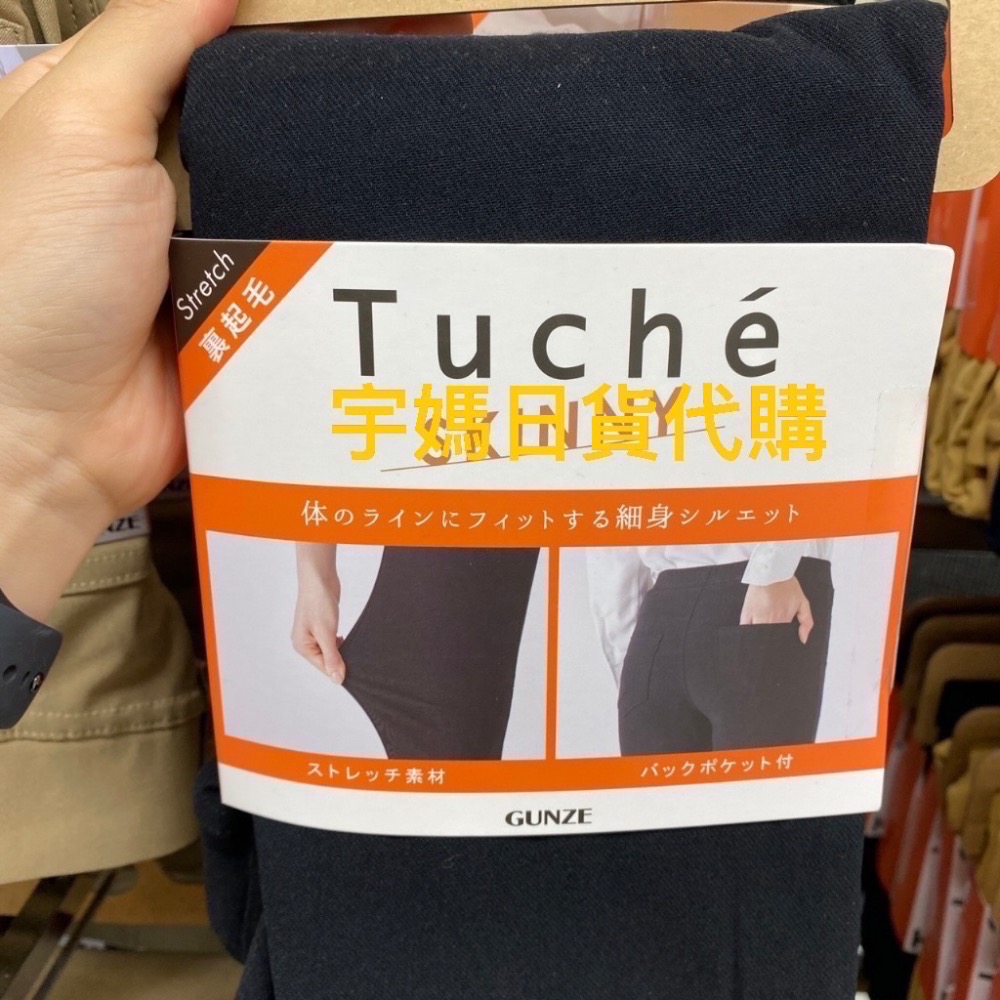 Stretch
裏起毛
Tuché
SKINNY
宇媽日貨代購
体のラインにフィットする細身シルエット
ストレッチ素材
バックポケット付
GUNZE
GUNZE